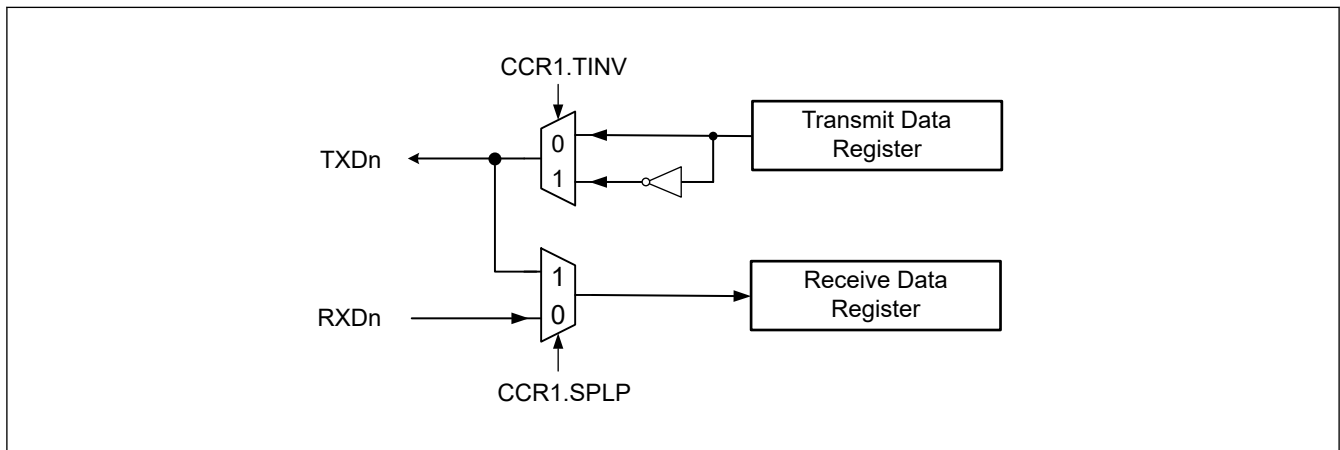 CCR1.TINV
Transmit Data
Register
0
1
TXDn
1
0
Receive Data
Register
RXDn
CCR1.SPLP